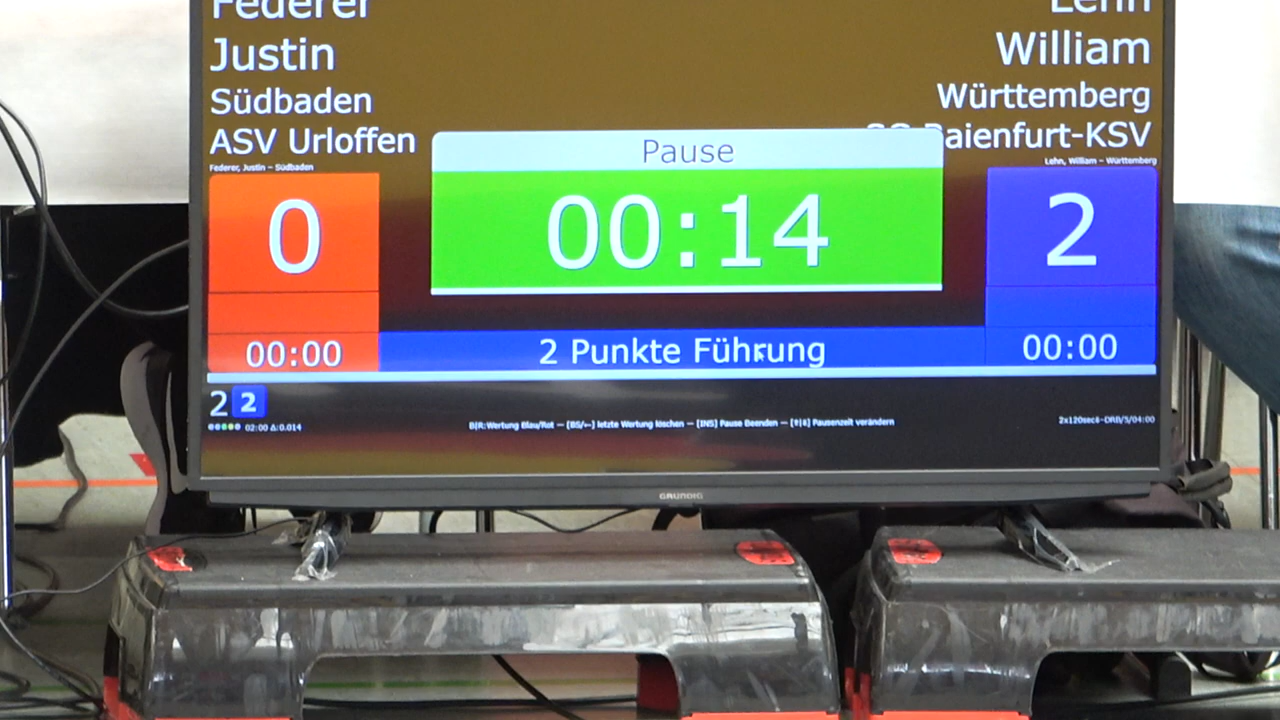 Federer
Lehn
Justin
William
Südbaden
Württemberg
ASV Urloffen
Baienfurt-KSV
Pause
Federer, Justin – Südbaden
Lehn, William – Württemberg
0
00:14
2
00:00
2 Punkte Führung
00:00
2 2
02:00 Δ:0.014
B|R:Wertung Blau/Rot — [BS/←] letzte Wertung löschen — [INS] Pause Beenden — [⇞|⇟] Pausenzeit verändern
GRUNDIG